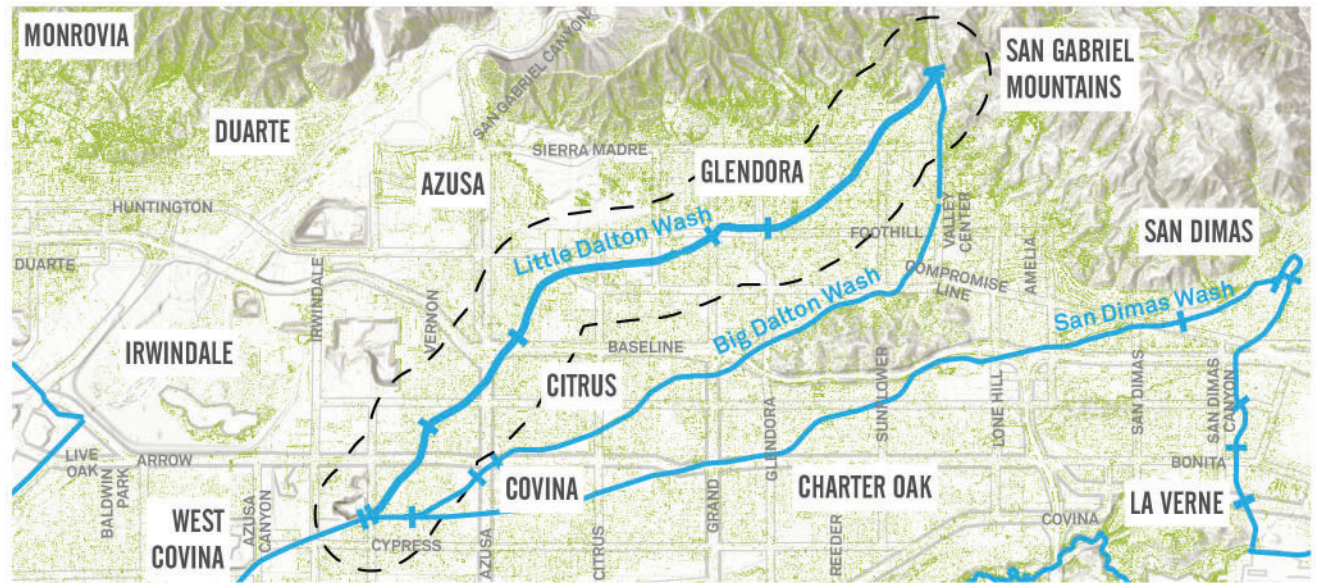 MONROVIA
SAN GABRIEL
MOUNTAINS
SAN GABRIEL CANYON
DUARTE
SIERRA MADRE
GLENDORA
AZUSA
HUNTINGTON
Little Dalton Wash
FOOTHILL
VALLEY
CENTER
SAN DIMAS
DUARTE
IRWINDALE
VERNON
COMPROMISE
LINE
AMELIA
Big Dalton Wash
San Dimas Wash
IRWINDALE
BASELINE
CITRUS
SUNFLOWER
LONE HILL
SAN DIMAS
SAN DIMAS
CANYON
LIVE
OAK
ARROW
BALDWIN
PARK
AZUSA
CANYON
GLENDORA
BONITA
COVINA
CHARTER OAK
LA VERNE
WEST
COVINA
CYPRESS
AZUSA
CITRUS
GRAND
REEDER
COVINA